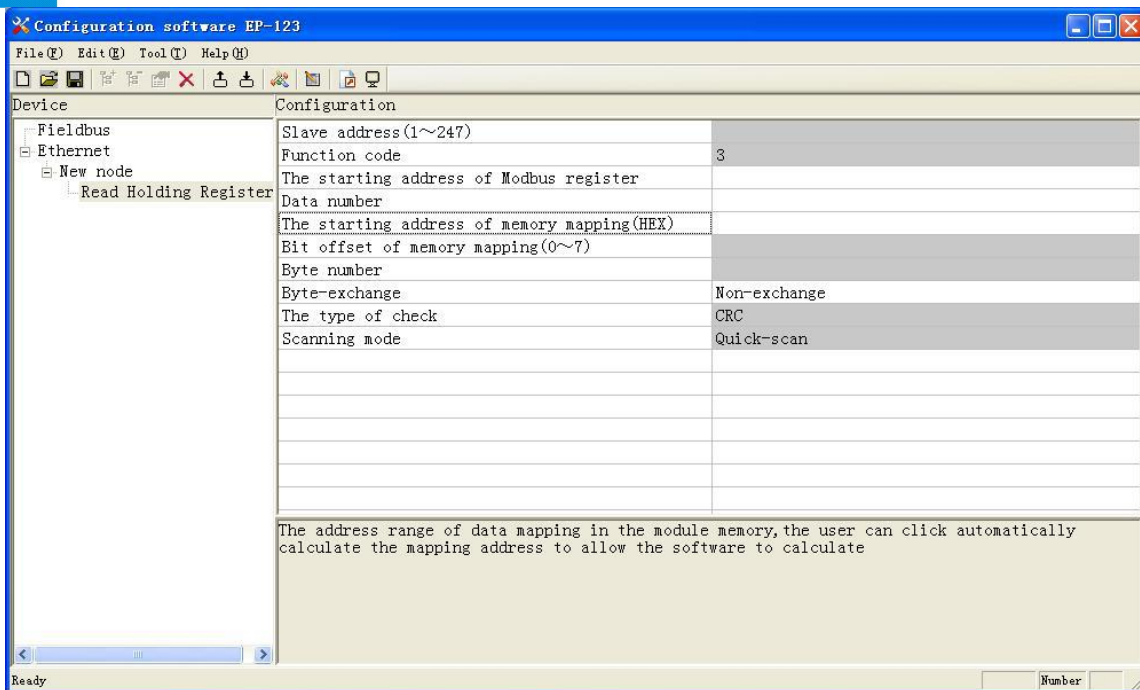 Configuration software EP-123
File(F) Edit(E) Tool(T) Help(H)
Device
Configuration
Fieldbus
Ethernet
New node
Read Holding Register
Slave address(1～247)
Function code 3
The starting address of Modbus register
Data number
The starting address of memory mapping(HEX)
Bit offset of memory mapping(0～7)
Byte number
Byte-exchange Non-exchange
The type of check CRC
Scanning mode Quick-scan
The address range of data mapping in the module memory,the user can click automatically
calculate the mapping address to allow the software to calculate
Ready
Number